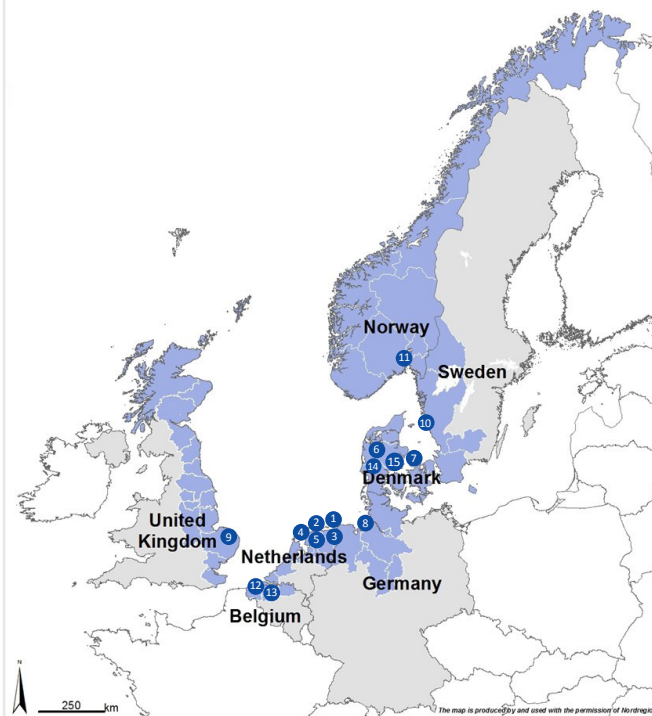 Norway
11
Sweden
10
6
7
15
14
Denmark
1
2
8
4
United
Kingdom
9
5
3
Netherlands
12
13
Germany
Belgium
N
250 km
The map is produced by and used with the permission of Nordregio